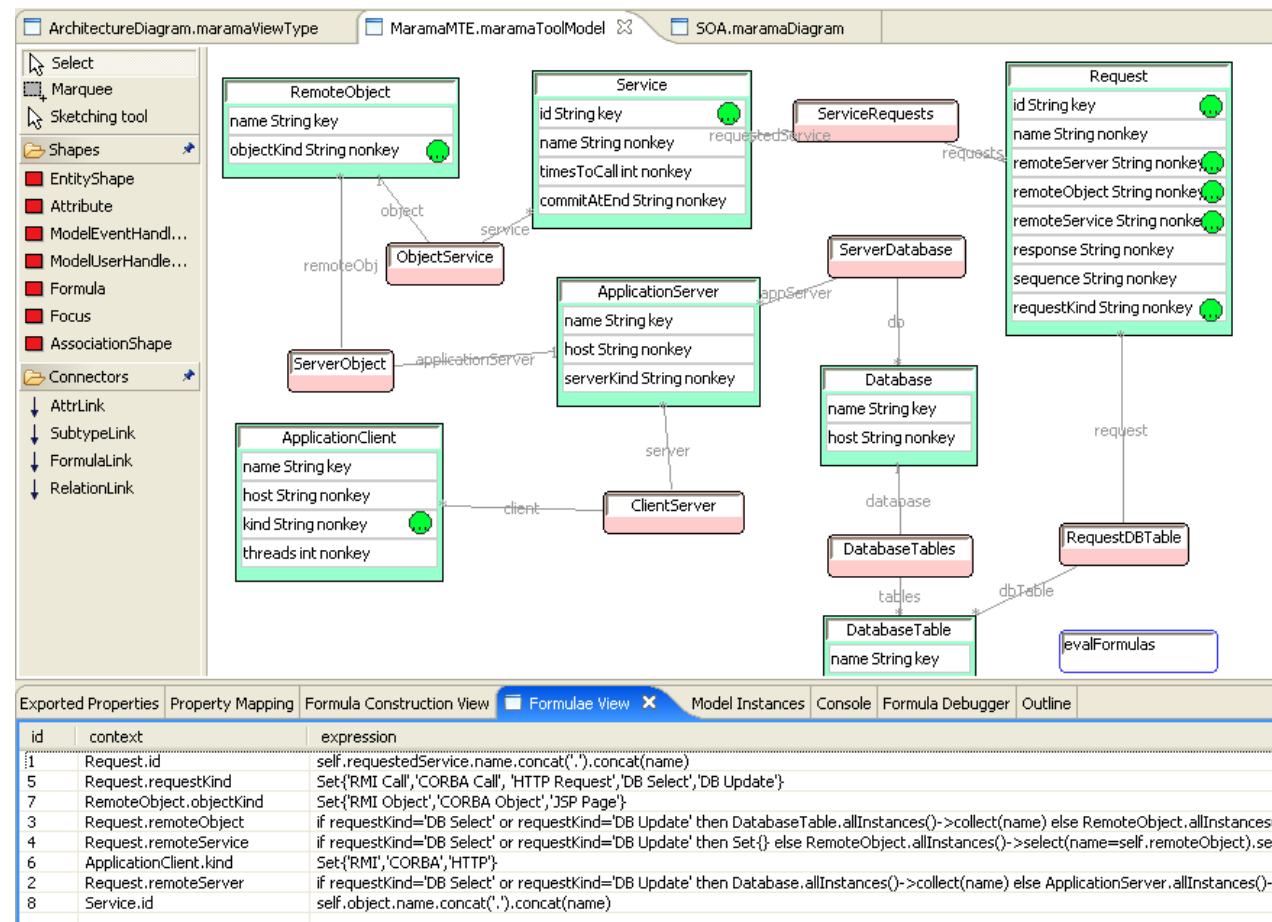 ArchitectureDiagram.maramaViewType
MaramaMTE.maramaToolModel
SOA.maramaDiagram
Select
Marquee
Sketching tool
Shapes
EntityShape
Attribute
ModelEventHandl...
ModelUserHandle...
Formula
Focus
AssociationShape
Connectors
AttrLink
SubtypeLink
FormulaLink
RelationLink
RemoteObject
name String key
objectKind String nonkey
Service
id String key
name String nonkey
timesToCall int nonkey
commitAtEnd String nonkey
requestedService
ServiceRequests
requests
Request
id String key
name String nonkey
remoteServer String nonkey
remoteObject String nonkey
remoteService String nonke
response String nonkey
sequence String nonkey
requestKind String nonkey
1
object
service
*
ObjectService
remoteObj
*
ServerDatabase
appServer
*
db
*
ApplicationServer
name String key
host String nonkey
serverKind String nonkey
ServerObject
applicationServer
1
Database
name String key
host String nonkey
ApplicationClient
name String key
host String nonkey
kind String nonkey
threads int nonkey
*
server
*
client
ClientServer
1
database
DatabaseTables
tables
*
*
request
RequestDBTable
dbTable
*
DatabaseTable
name String key
evalFormulas
Exported Properties
Property Mapping
Formula Construction View
Formulae View
Model Instances
Console
Formula Debugger
Outline
id context expression
1 Request.id self.requestedService.name.concat('.').concat(name)
5 Request.requestKind Set{'RMI Call','CORBA Call', 'HTTP Request','DB Select','DB Update'}
7 RemoteObject.objectKind Set{'RMI Object','CORBA Object','JSP Page'}
3 Request.remoteObject if requestKind='DB Select' or requestKind='DB Update' then DatabaseTable.allInstances()->collect(name) else RemoteObject.allInstances
4 Request.remoteService if requestKind='DB Select' or requestKind='DB Update' then Set{} else RemoteObject.allInstances()->select(name=self.remoteObject).se
6 ApplicationClient.kind Set{'RMI','CORBA','HTTP'}
2 Request.remoteServer if requestKind='DB Select' or requestKind='DB Update' then Database.allInstances()->collect(name) else ApplicationServer.allInstances()-
8 Service.id self.object.name.concat('.').concat(name)